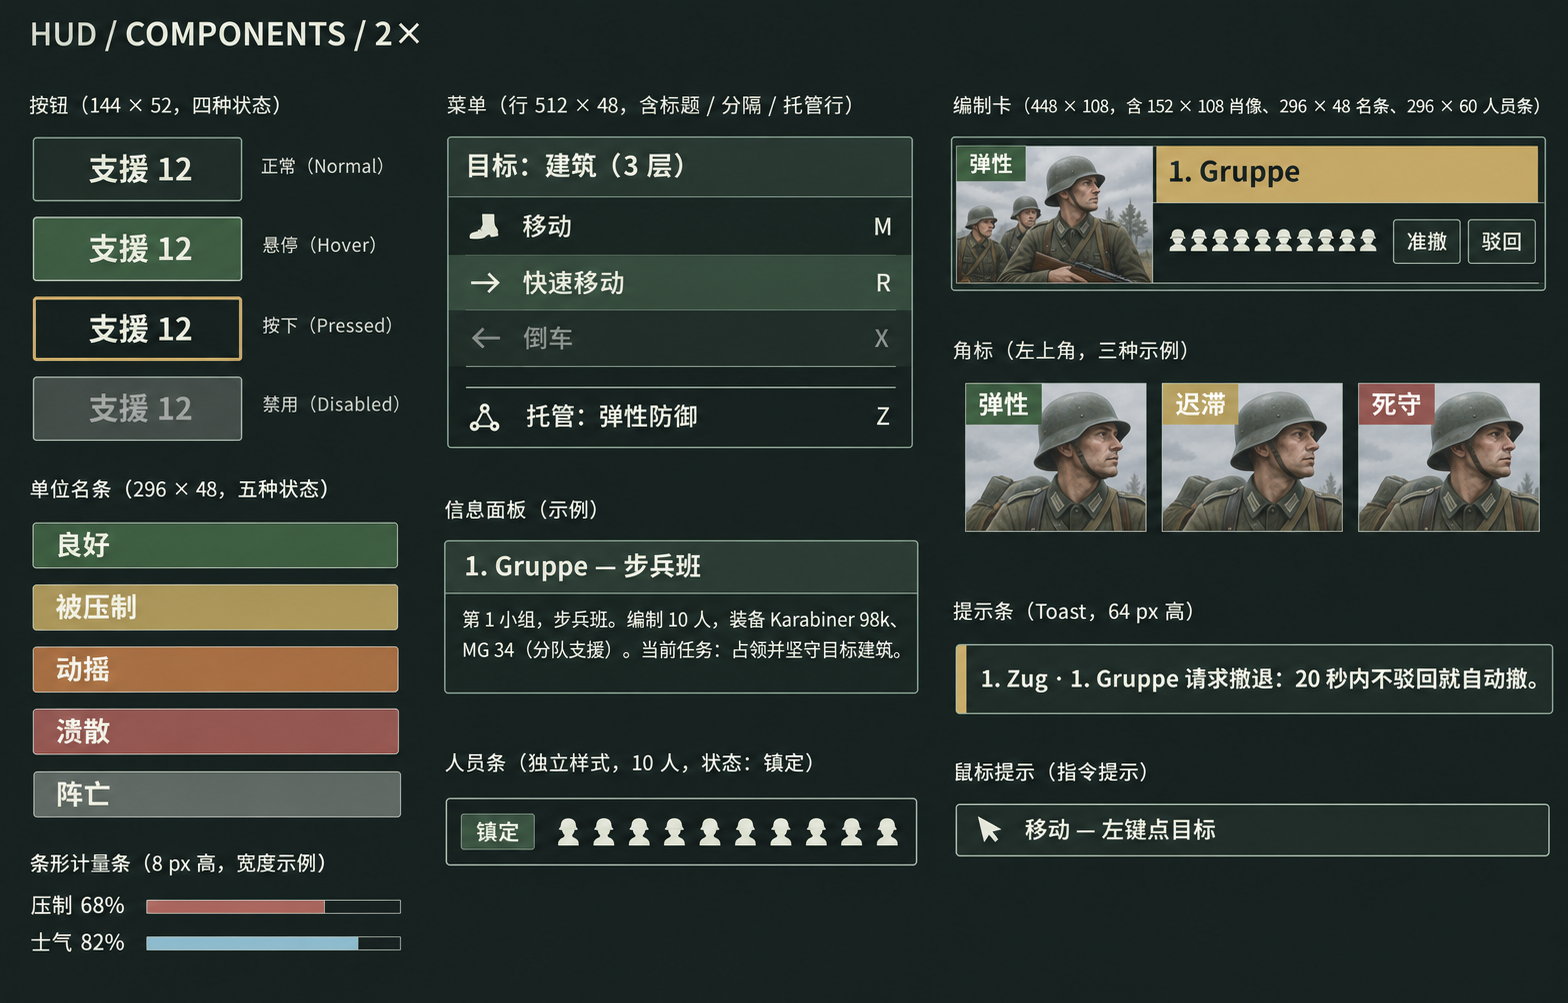 HUD / COMPONENTS / 2×
按钮（144 × 52，四种状态）
支援 12
正常（Normal）
支援 12
悬停（Hover）
支援 12
按下（Pressed）
支援 12
禁用（Disabled）
单位名条（296 × 48，五种状态）
良好
被压制
动摇
溃散
阵亡
条形计量条（8 px 高，宽度示例）
压制 68%
士气 82%
菜单（行 512 × 48，含标题 / 分隔 / 托管行）
目标：建筑（3 层）
移动 M
快速移动 R
倒车 X
托管：弹性防御 Z
信息面板（示例）
1. Gruppe — 步兵班
第 1 小组，步兵班。编制 10 人，装备 Karabiner 98k、
MG 34（分队支援）。当前任务：占领并坚守目标建筑。
人员条（独立样式，10 人，状态：镇定）
镇定
编制卡（448 × 108，含 152 × 108 肖像、296 × 48 名条、296 × 60 人员条）
弹性
1. Gruppe
准撤 驳回
角标（左上角，三种示例）
弹性
迟滞
死守
提示条（Toast，64 px 高）
1. Zug · 1. Gruppe 请求撤退：20 秒内不驳回就自动撤。
鼠标提示（指令提示）
移动 — 左键点目标